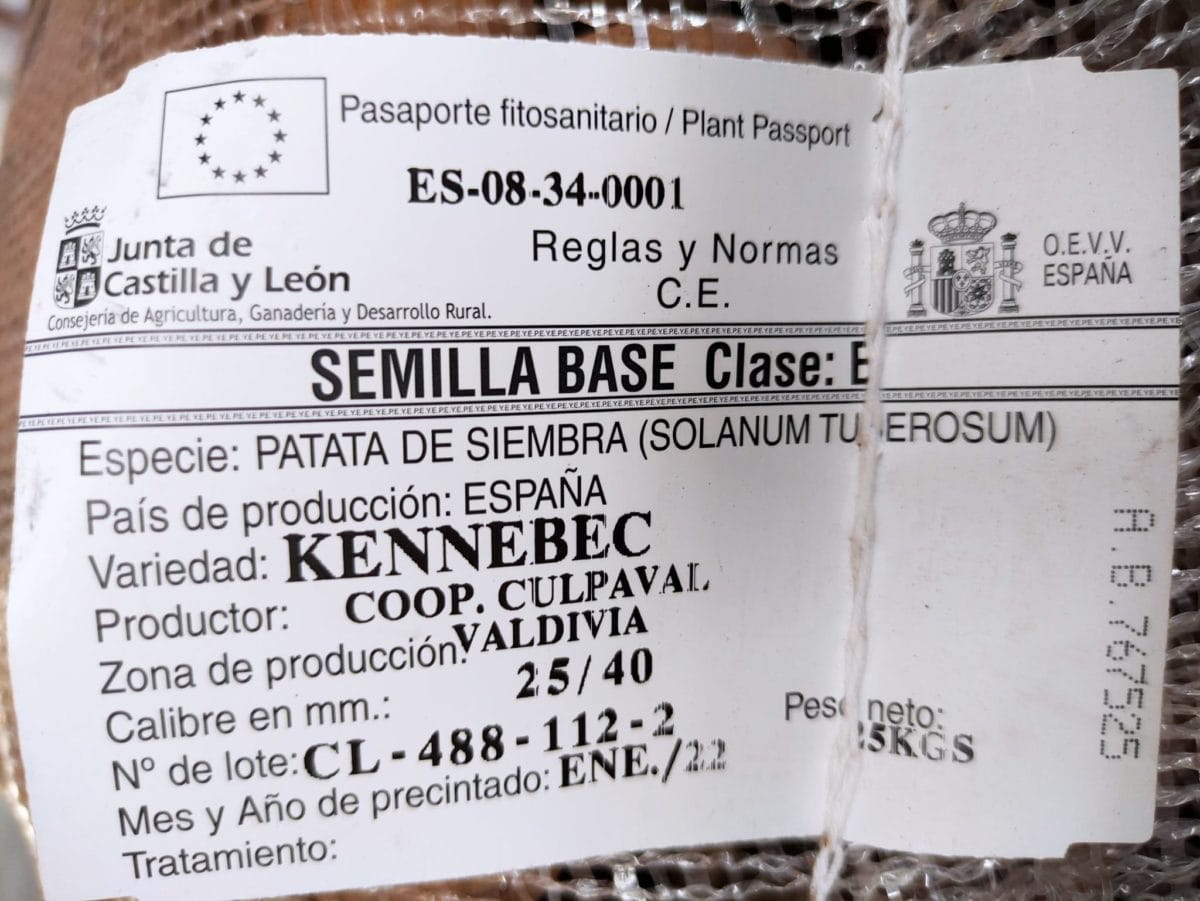 Pasaporte fitosanitario / Plant Passport
ES-08-34-0001
Junta de
Castilla y León
Consejería de Agricultura, Ganadería y Desarrollo Rural.
Reglas y Normas
C.E.
O.E.V.V.
ESPAÑA
SEMILLA BASE Clase: E
Especie: PATATA DE SIEMBRA (SOLANUM TU EROSUM)
País de producción: ESPAÑA
Variedad: KENNEBEC
Productor: COOP. CULPAVAL
Zona de producción: VALDIVIA
Calibre en mm.: 25/40
Nº de lote: CL-488-112-2
Peso neto:
25KGS
Mes y Año de precintado: ENE./22
Tratamiento:
A.B.767525